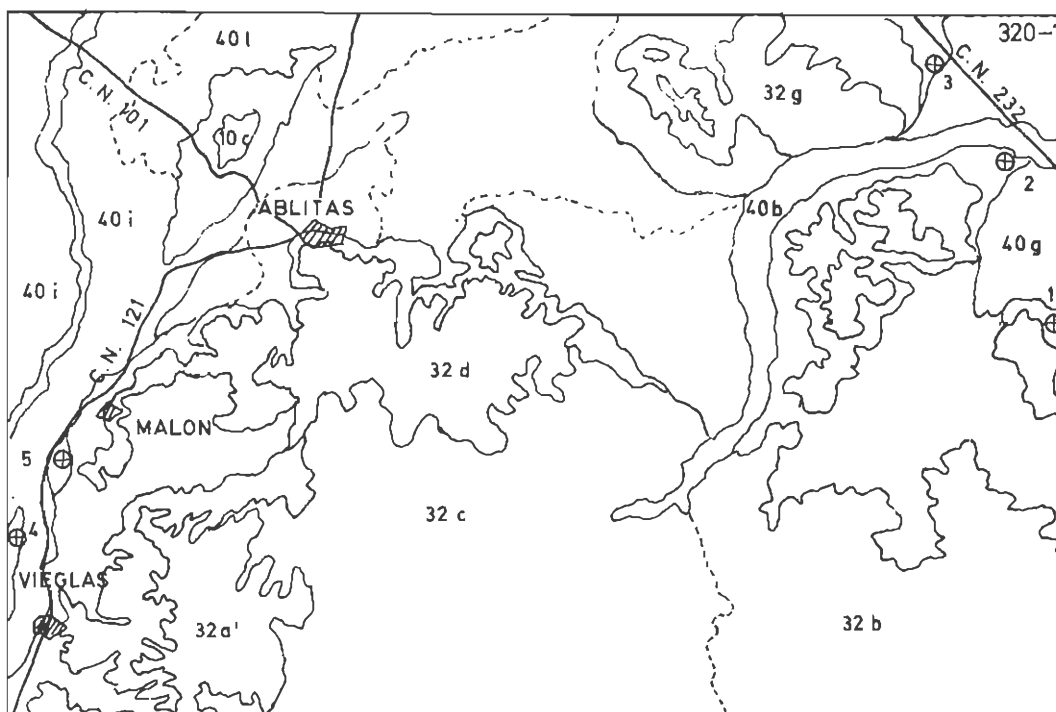 40 l
320-
C. N. 232
3
C. N. 101
10 c
32 g
2
ABLITAS
40 b
40 i
40 g
40 i
1
C. N. 121
32 d
MALON
5
32 c
4
VIEGLAS
32 a'
32 b